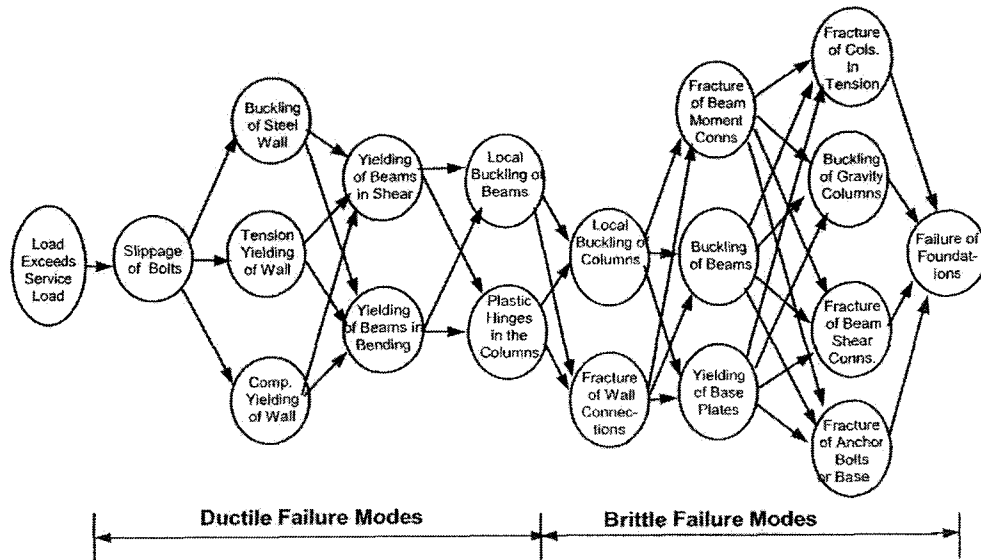 Load
Exceeds
Service
Load
Slippage
of Bolts
Buckling
of Steel
Wall
Tension
Yielding
of Wall
Comp.
Yielding
of Wall
Yielding
of Beams
in Shear
Yielding
of Beams in
Bending
Local
Buckling of
Beams
Plastic
Hinges
in the
Columns
Local
Buckling of
Columns
Fracture
of Wall
Connec-
tions
Fracture
of Beam
Moment
Conns
Buckling
of Beams
Yielding
of Base
Plates
Fracture
of Cols.
In
Tension
Buckling
of Gravity
Columns
Fracture
of Beam
Shear
Conns.
Fracture
of Anchor
Bolts
or Base
Failure of
Foundat-
ions
Ductile Failure Modes
Brittle Failure Modes